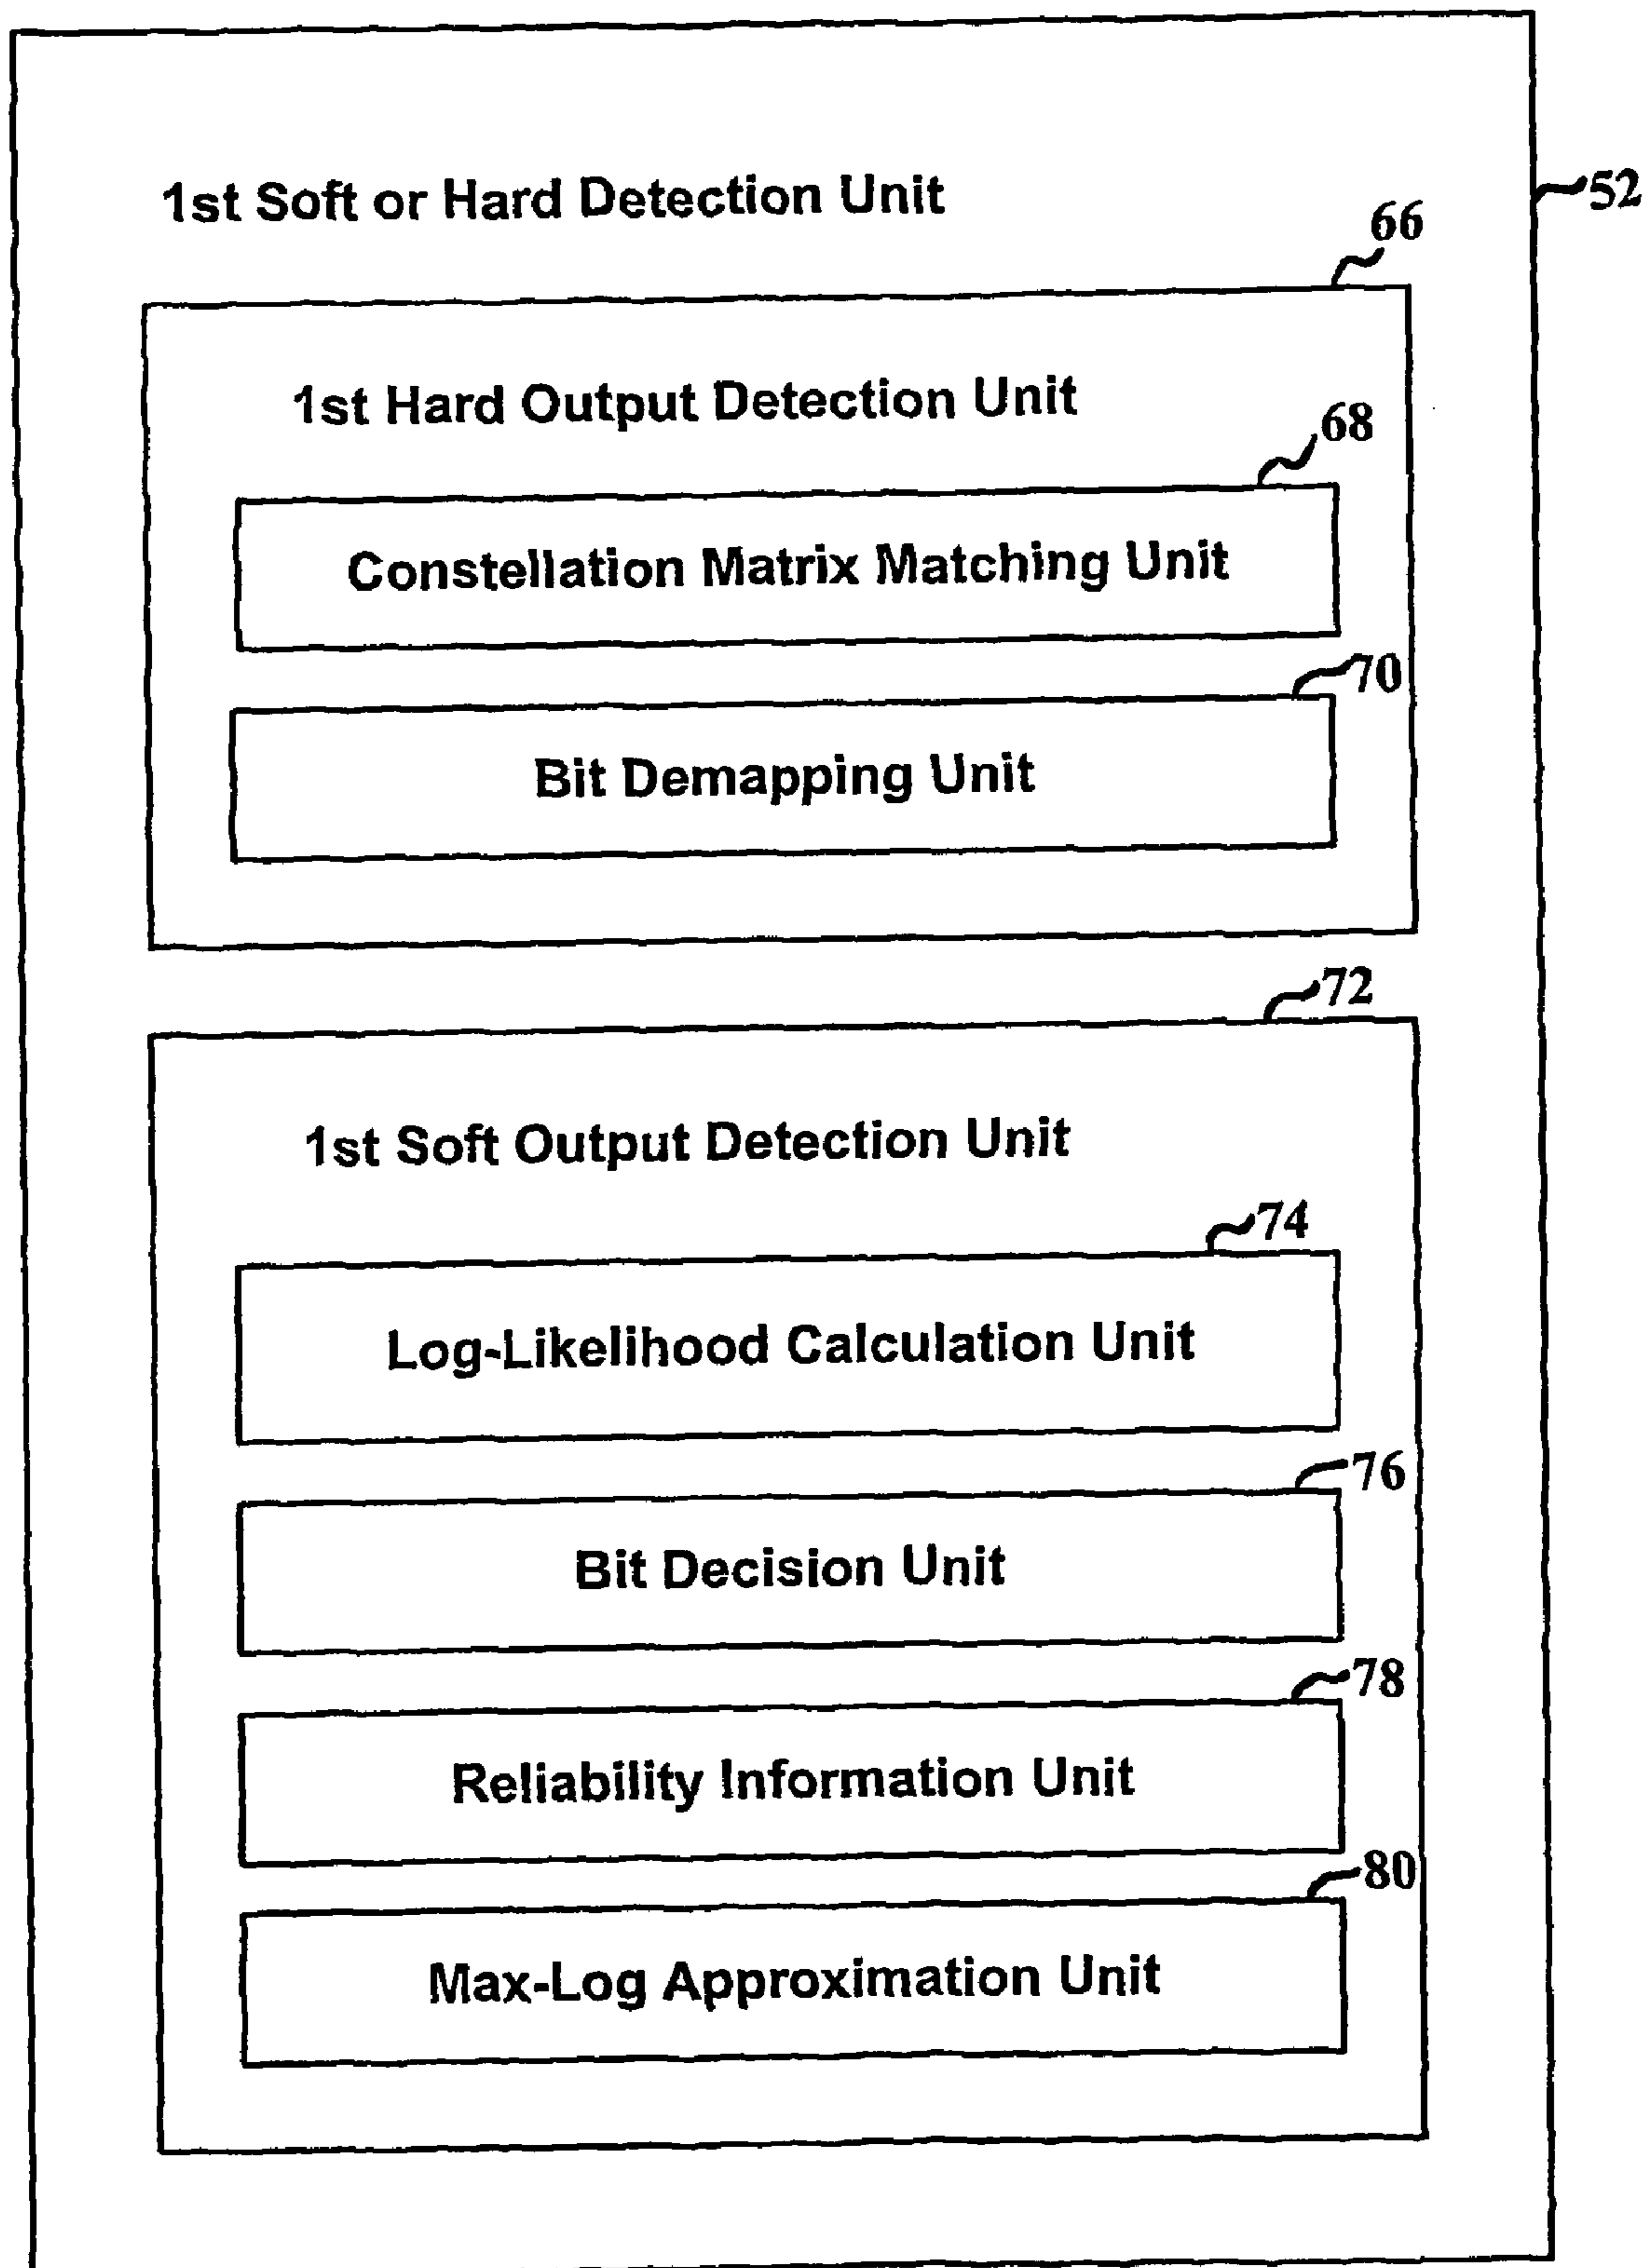 1st Soft or Hard Detection Unit
52
66
1st Hard Output Detection Unit
68
Constellation Matrix Matching Unit
70
Bit Demapping Unit
72
1st Soft Output Detection Unit
74
Log-Likelihood Calculation Unit
76
Bit Decision Unit
78
Reliability Information Unit
80
Max-Log Approximation Unit